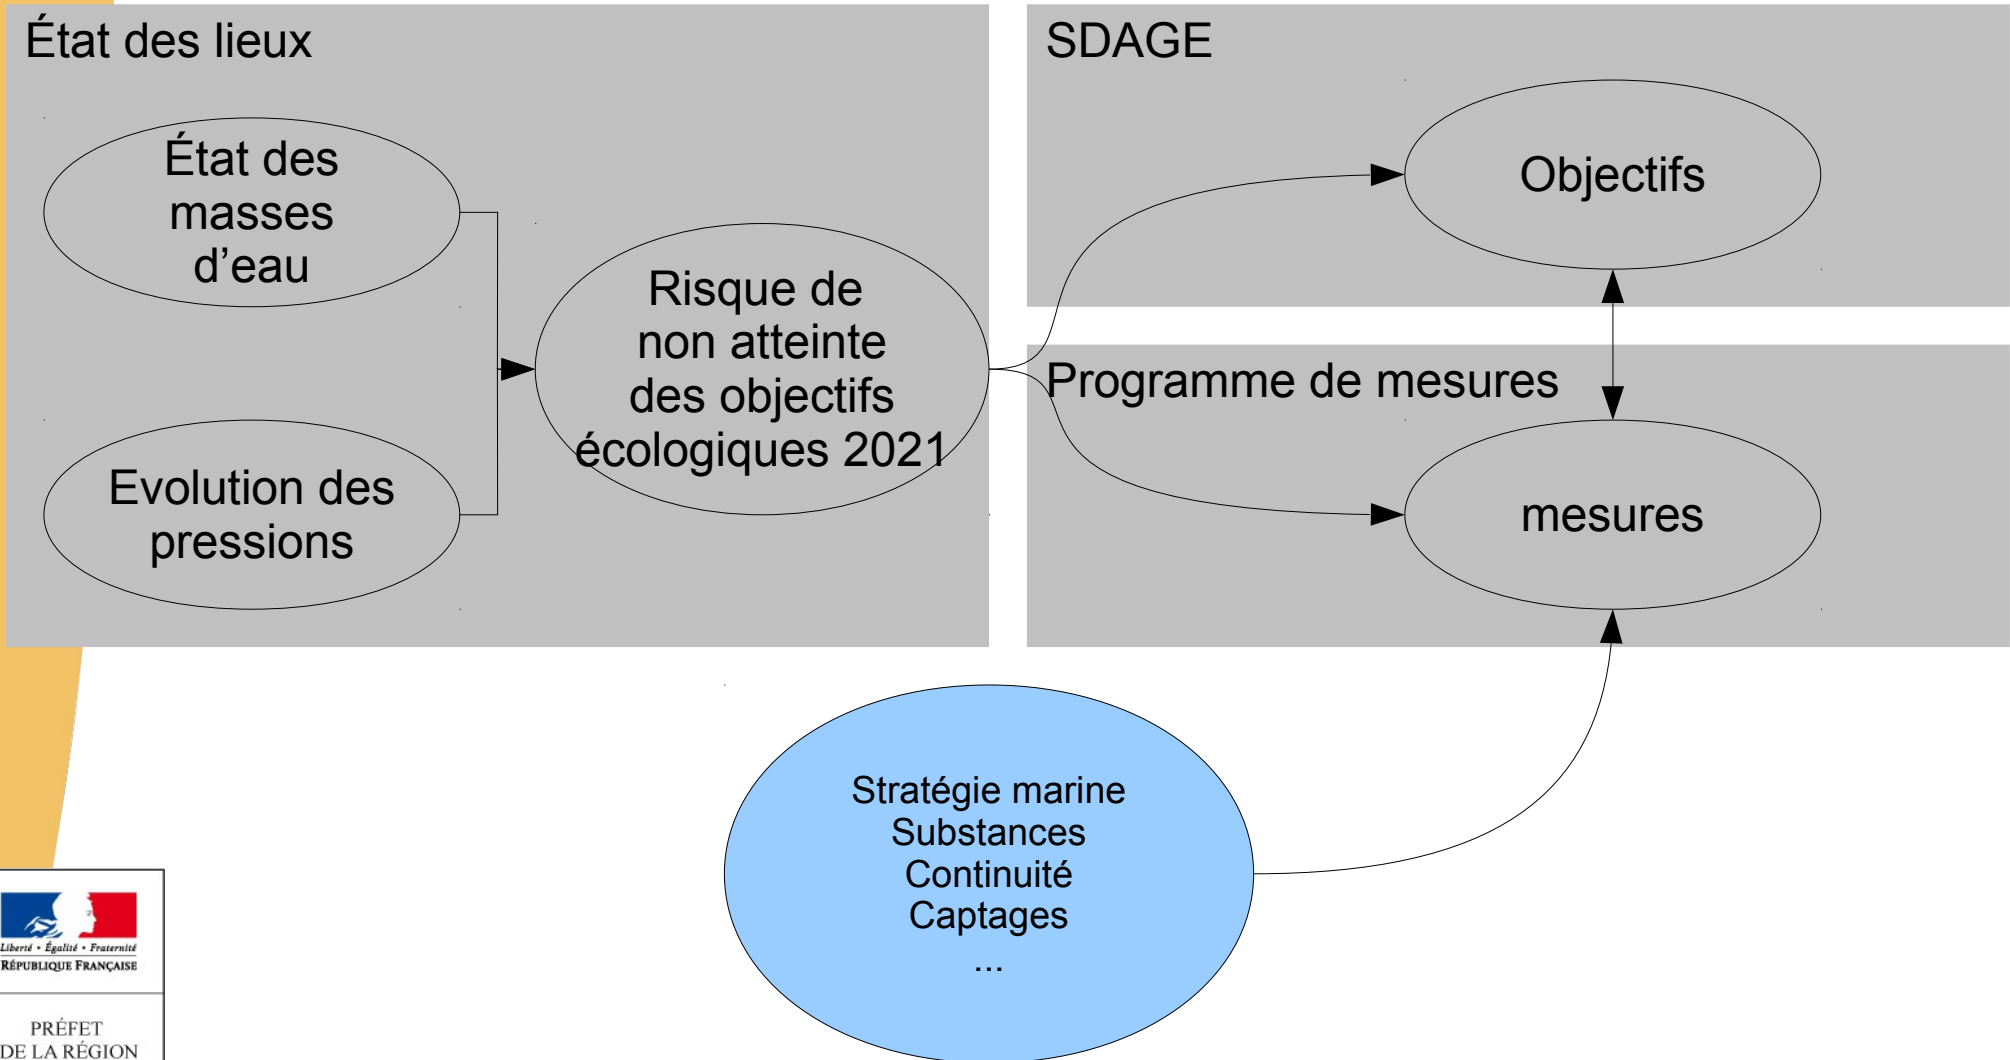 État des lieux
État des
masses
d’eau
Evolution des
pressions
Risque de
non atteinte
des objectifs
écologiques 2021
SDAGE
Objectifs
Programme de mesures
mesures
Stratégie marine
Substances
Continuité
Captages
...
Liberté • Égalité • Fraternité
RÉPUBLIQUE FRANÇAISE
PRÉFET
DE LA RÉGION